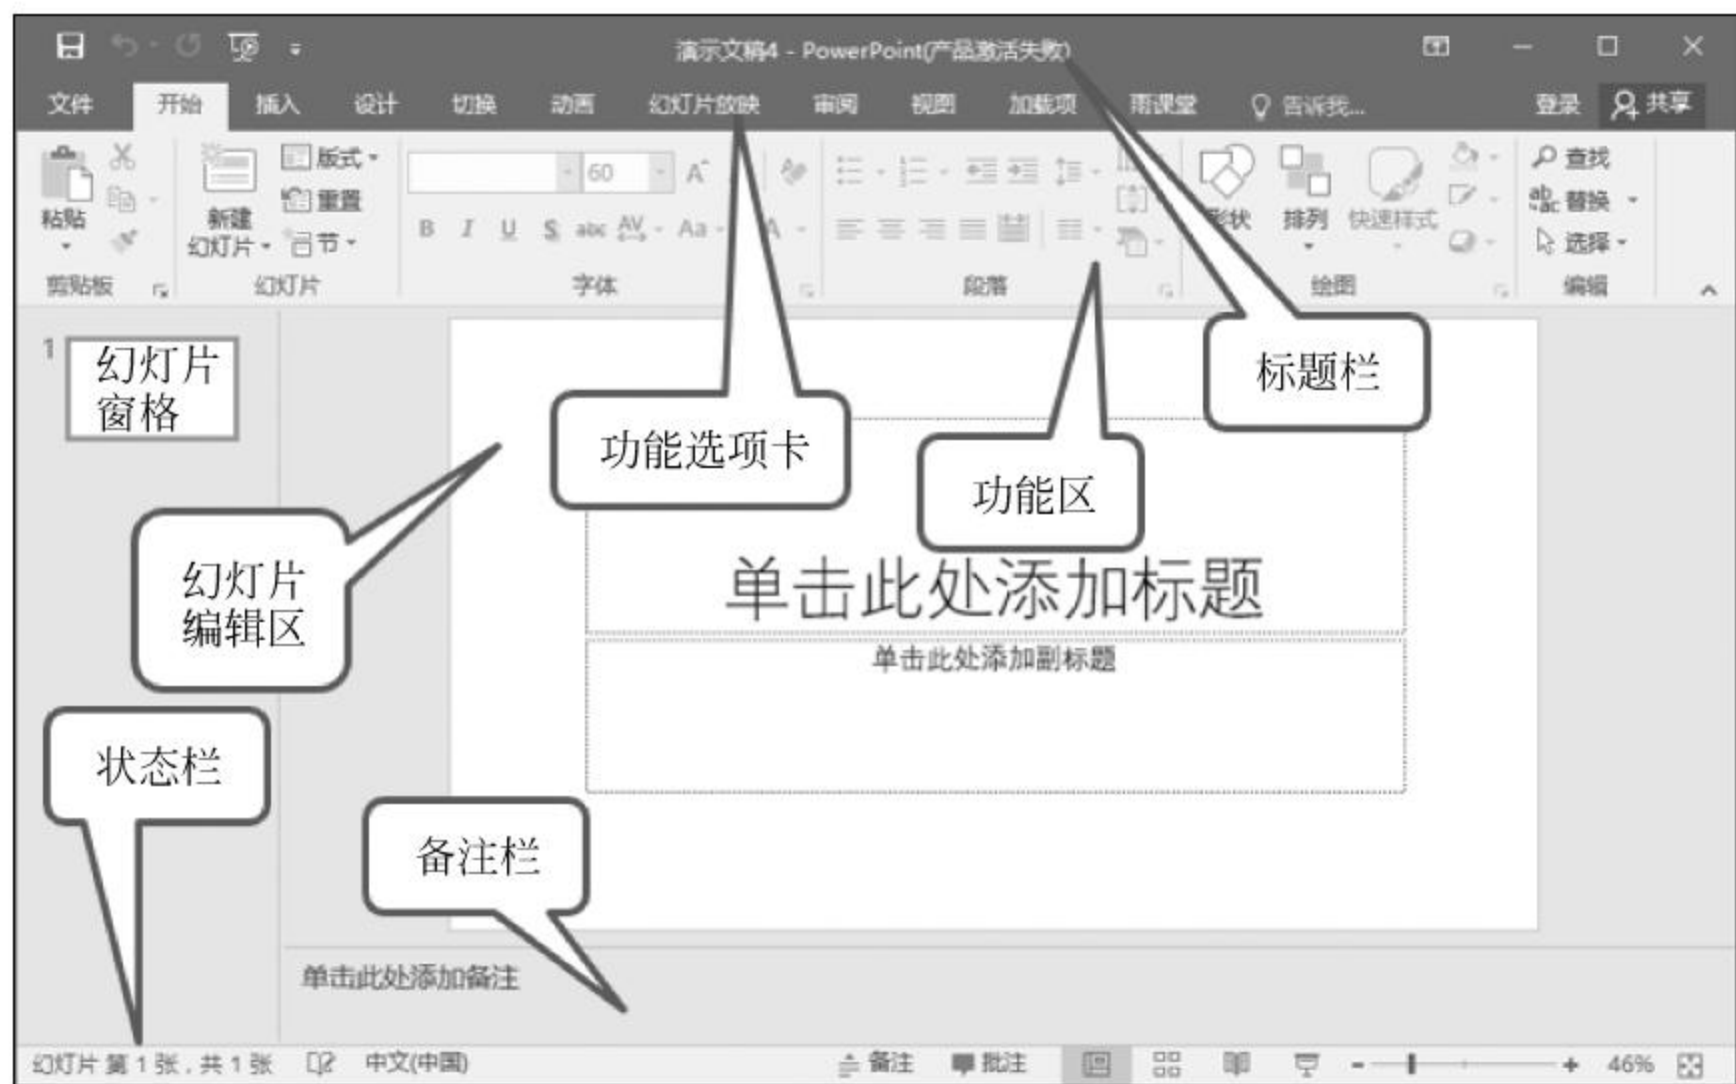 演示文稿4 - PowerPoint(产品激活失败)
文件 开始 插入 设计 切换 动画 幻灯片放映 审阅 视图 加载项 雨课堂 告诉我... 登录 共享
粘贴
剪贴板
新建
幻灯片
版式
重置
节
幻灯片
60
B I U S abc AV Aa A
字体
段落
形状 排列 快速样式
绘图
查找
替换
选择
编辑
1
幻灯片
窗格
功能选项卡
功能区
标题栏
幻灯片
编辑区
单击此处添加标题
单击此处添加副标题
状态栏
备注栏
单击此处添加备注
幻灯片 第 1 张，共 1 张 中文(中国) 备注 批注 46%